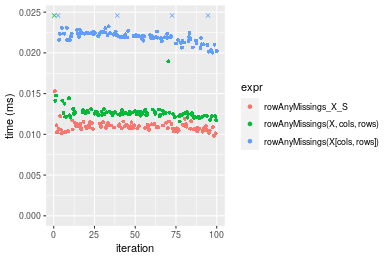 0.025
0.020
0.015
0.010
0.005
0.000
time (ms)
0
25
50
75
100
iteration
expr
rowAnyMissings_X_S
rowAnyMissings(X, cols, rows)
rowAnyMissings(X[cols, rows])